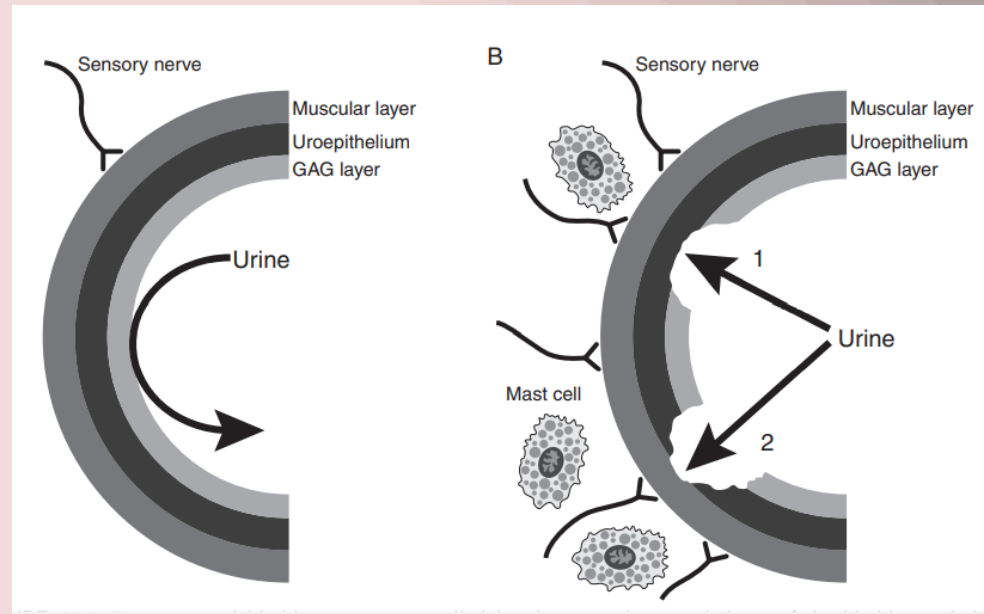 Sensory nerve
Muscular layer
Uroepithelium
GAG layer
Urine
B
Sensory nerve
Muscular layer
Uroepithelium
GAG layer
1
Urine
Mast cell
2